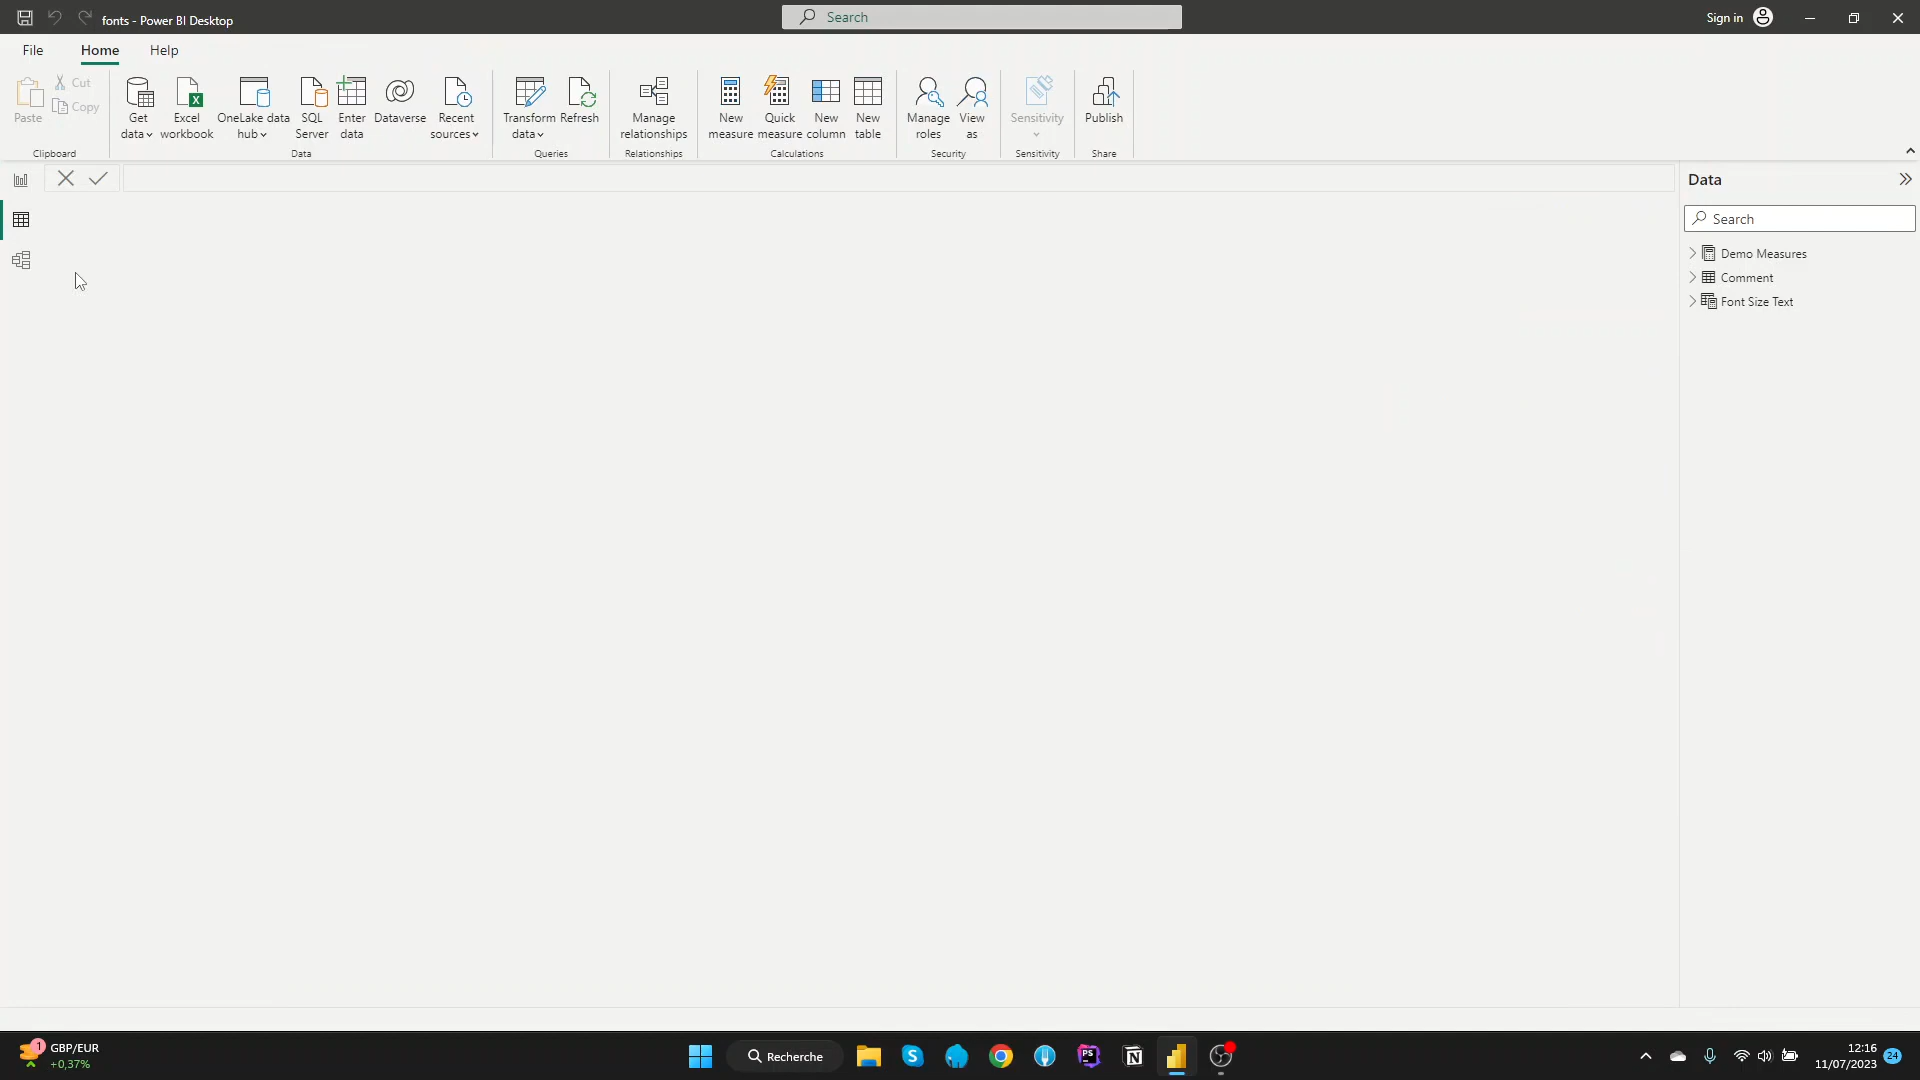 fonts - Power BI Desktop
Search
Sign in
File
Home
Help
Paste
Cut
Copy
Clipboard
Get data
Excel workbook
OneLake data hub
SQL Server
Enter data
Dataverse
Recent sources
Data
Transform data
Refresh
Queries
Manage relationships
Relationships
New measure
Quick measure
New column
New table
Calculations
Manage roles
View as
Security
Sensitivity
Sensitivity
Publish
Share
Data
Search
Demo Measures
Comment
Font Size Text
1
GBP/EUR
+0,37%
Recherche
S
PS
N
12:16
11/07/2023
24